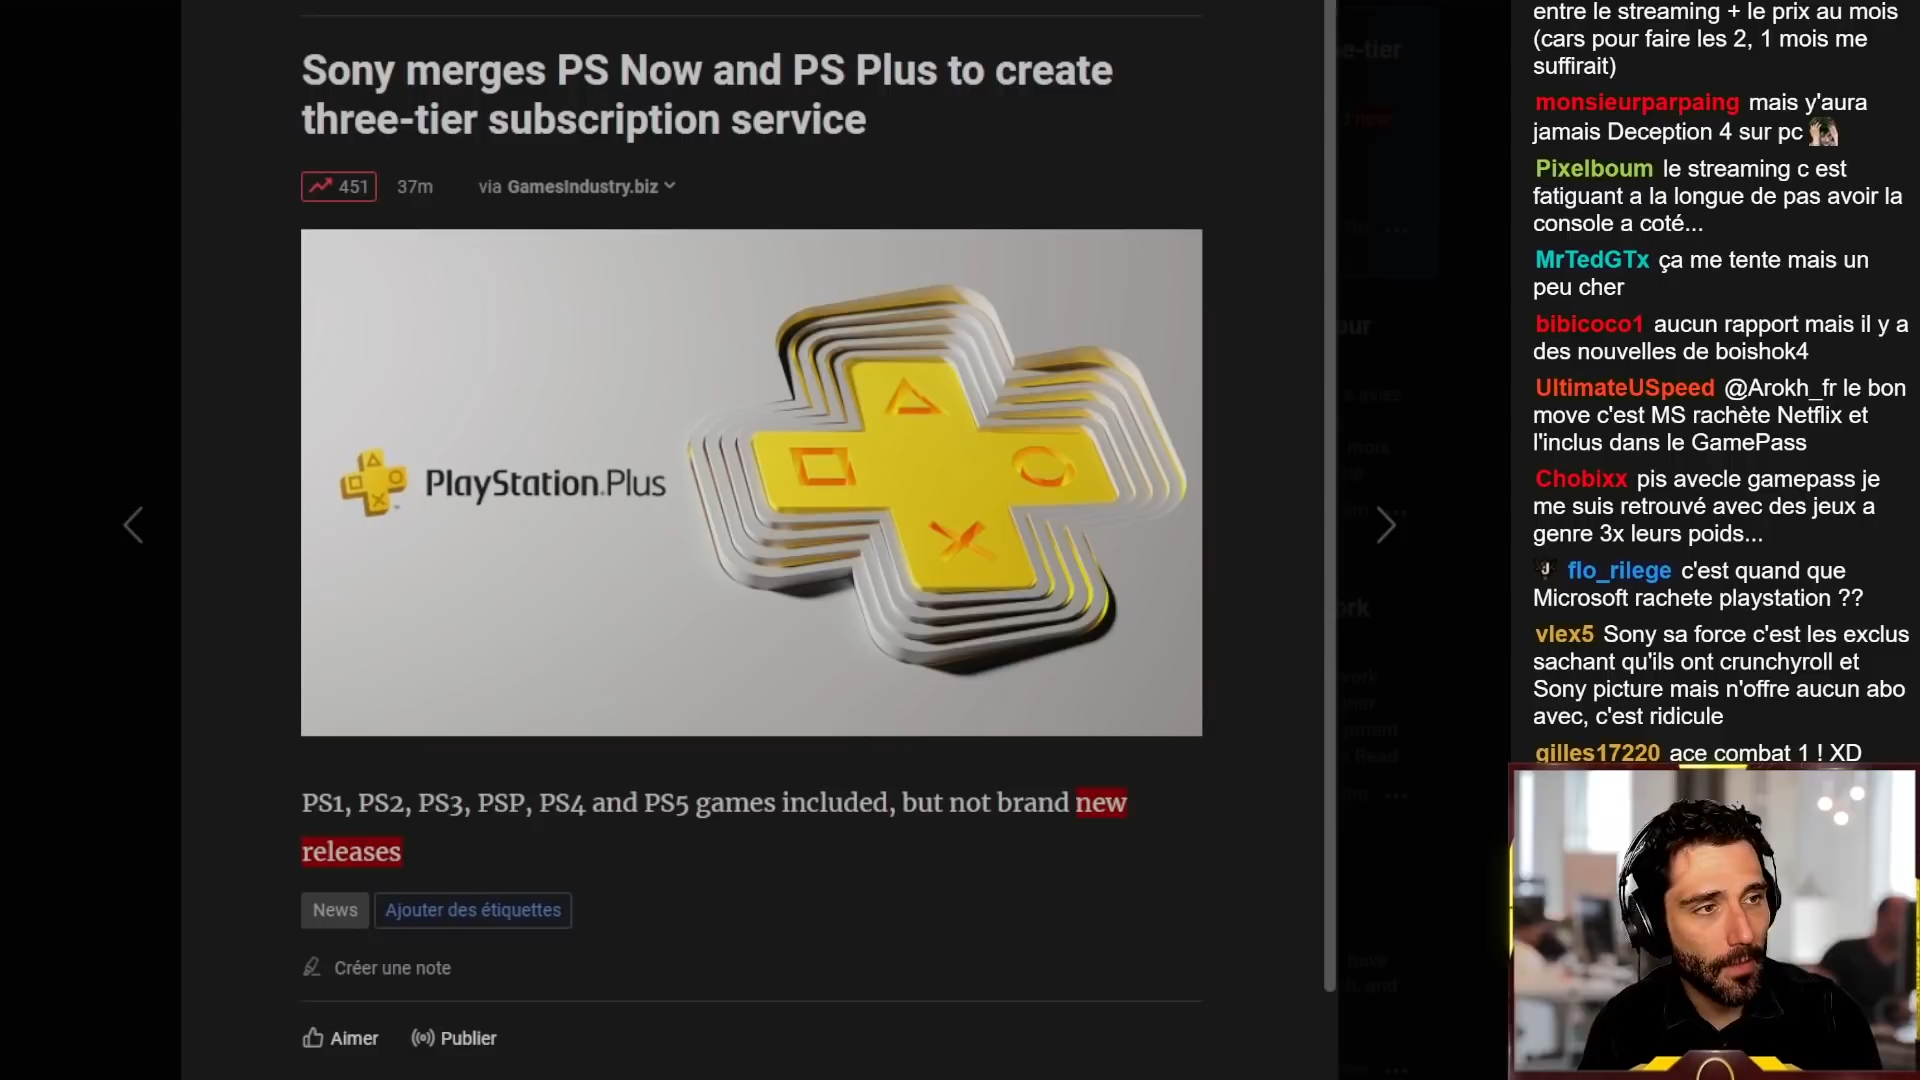 Sony merges PS Now and PS Plus to create
three-tier subscription service
451 37m via GamesIndustry.biz
PlayStation.Plus
PS1, PS2, PS3, PSP, PS4 and PS5 games included, but not brand new
releases
News Ajouter des étiquettes
Créer une note
Aimer Publier
e-tier
new
our
mois
ork
Read
have
and
entre le streaming + le prix au mois
(cars pour faire les 2, 1 mois me
suffirait)
monsieurparpaing mais y'aura
jamais Deception 4 sur pc
Pixelboum le streaming c est
fatiguant a la longue de pas avoir la
console a coté...
MrTedGTx ça me tente mais un
peu cher
bibicoco1 aucun rapport mais il y a
des nouvelles de boishok4
UltimateUSpeed @Arokh_fr le bon
move c'est MS rachète Netflix et
l'inclus dans le GamePass
Chobixx pis avecle gamepass je
me suis retrouvé avec des jeux a
genre 3x leurs poids...
flo_rilege c'est quand que
Microsoft rachete playstation ??
vlex5 Sony sa force c'est les exclus
sachant qu'ils ont crunchyroll et
Sony picture mais n'offre aucun abo
avec, c'est ridicule
gilles17220 ace combat 1 ! XD